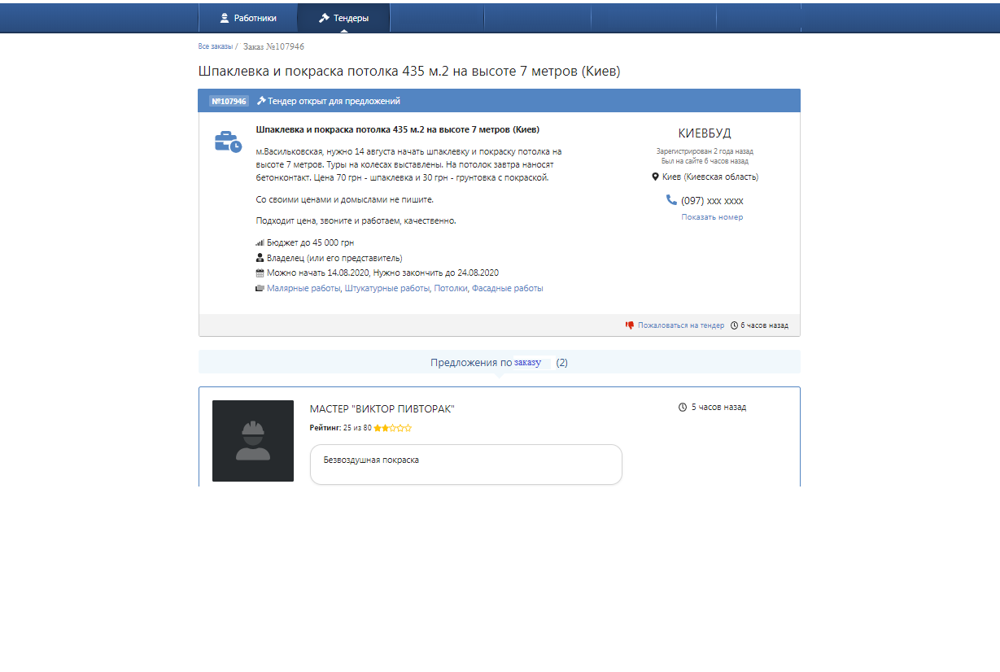 Работники
Тендеры
Все заказы / Заказ №107946
Шпаклевка и покраска потолка 435 м.2 на высоте 7 метров (Киев)
№107946 Тендер открыт для предложений
Шпаклевка и покраска потолка 435 м.2 на высоте 7 метров (Киев)
м.Васильковская, нужно 14 августа начать шпаклевку и покраску потолка на
высоте 7 метров. Туры на колесах выставлены. На потолок завтра наносят
бетонконтакт. Цена 70 грн - шпаклевка и 30 грн - грунтовка с покраской.
Со своими ценами и домыслами не пишите.
Подходит цена, звоните и работаем, качественно.
Бюджет до 45 000 грн
Владелец (или его представитель)
Можно начать 14.08.2020, Нужно закончить до 24.08.2020
Малярные работы, Штукатурные работы, Потолки, Фасадные работы
КИЕВБУД
Зарегистрирован 2 года назад
Был на сайте 6 часов назад
Киев (Киевская область)
(097) xxx xxxx
Показать номер
Пожаловаться на тендер 6 часов назад
Предложения по заказу (2)
МАСТЕР "ВИКТОР ПИВТОРАК"
5 часов назад
Рейтинг: 25 из 80
Безвоздушная покраска